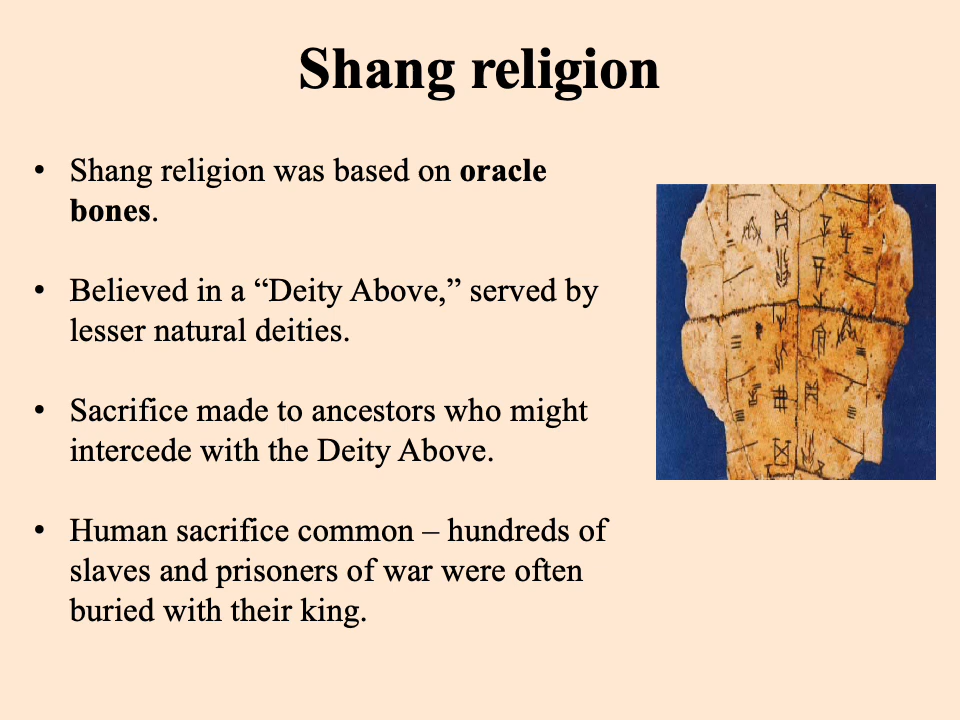 Shang religion
• Shang religion was based on oracle
bones.
• Believed in a “Deity Above,” served by
lesser natural deities.
• Sacrifice made to ancestors who might
intercede with the Deity Above.
• Human sacrifice common – hundreds of
slaves and prisoners of war were often
buried with their king.